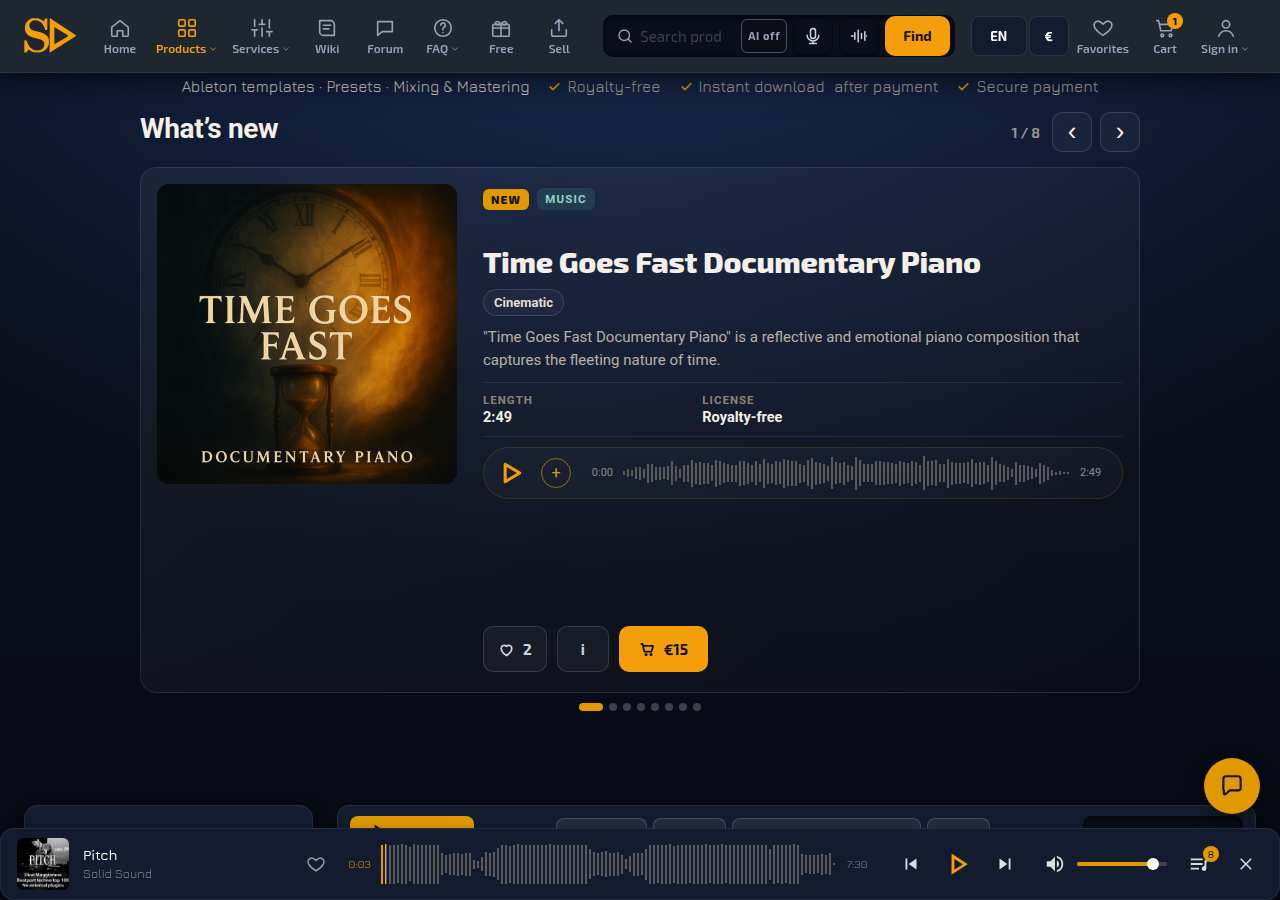 SD
Home
Products
Services
Wiki
Forum
FAQ
Free
Sell
Search prod
AI off
Find
EN
€
Favorites
1
Cart
Sign in
Ableton templates · Presets · Mixing & Mastering
Royalty-free
Instant download after payment
Secure payment
What's new
1 / 8
TIME GOES
FAST
DOCUMENTARY PIANO
NEW
MUSIC
Time Goes Fast Documentary Piano
Cinematic
"Time Goes Fast Documentary Piano" is a reflective and emotional piano composition that
captures the fleeting nature of time.
LENGTH
2:49
LICENSE
Royalty-free
+
0:00
2:49
2
i
€15
PITCH
Pitch
Solid Sound
0:03
7:30
8